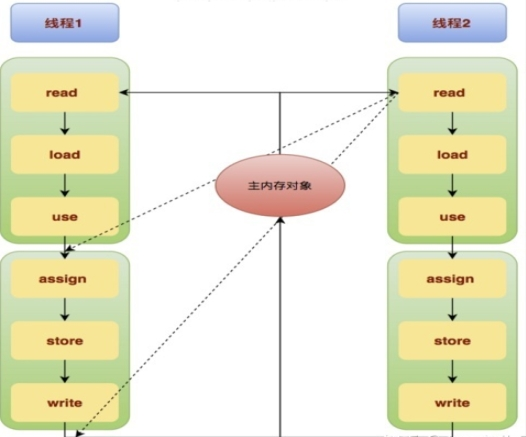 线程1
线程2
read
read
load
load
主内存对象
use
use
assign
assign
store
store
write
write